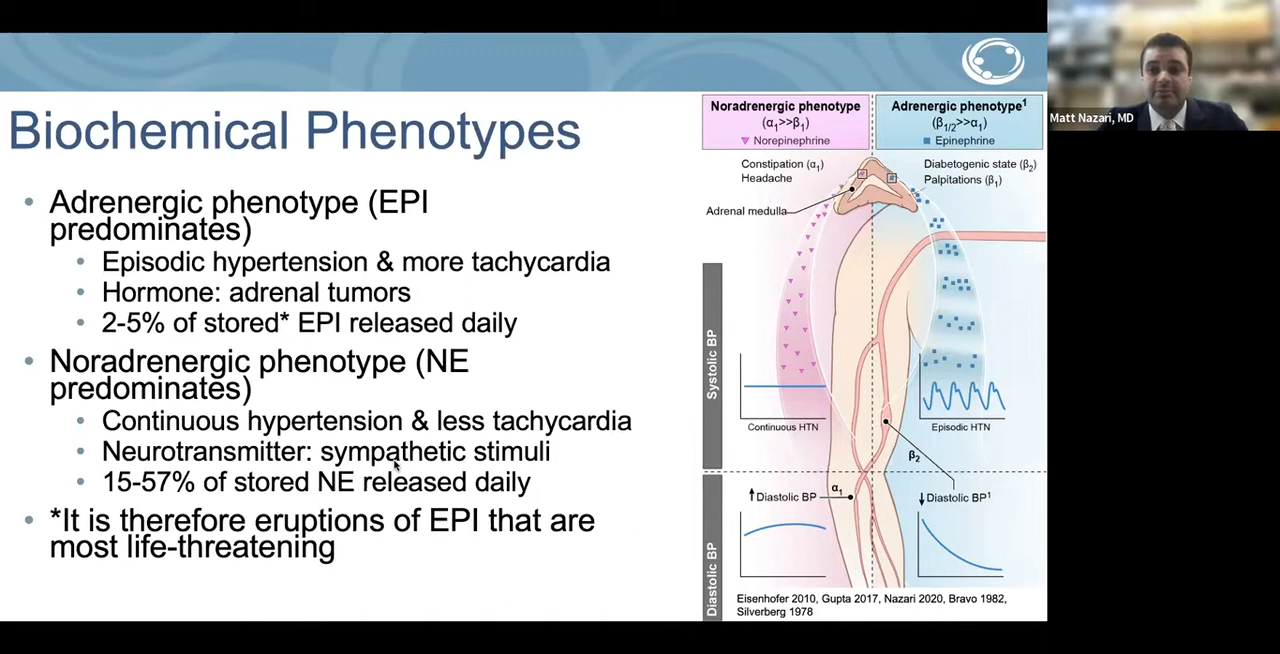 Biochemical Phenotypes
• Adrenergic phenotype (EPI
predominates)
• Episodic hypertension & more tachycardia
• Hormone: adrenal tumors
• 2-5% of stored* EPI released daily
• Noradrenergic phenotype (NE
predominates)
• Continuous hypertension & less tachycardia
• Neurotransmitter: sympathetic stimuli
• 15-57% of stored NE released daily
• *It is therefore eruptions of EPI that are
most life-threatening
Noradrenergic phenotype
(α₁>>β₁)
Norepinephrine
Adrenergic phenotype¹
(β₁/₂>>α₁)
Epinephrine
Constipation (α₁)
Headache
Diabetogenic state (β₂)
Palpitations (β₁)
Adrenal medulla
Systolic BP
Continuous HTN
Episodic HTN
β₂
α₁
Diastolic BP
↑Diastolic BP
↓Diastolic BP¹
Eisenhofer 2010, Gupta 2017, Nazari 2020, Bravo 1982,
Silverberg 1978
Matt Nazari, MD